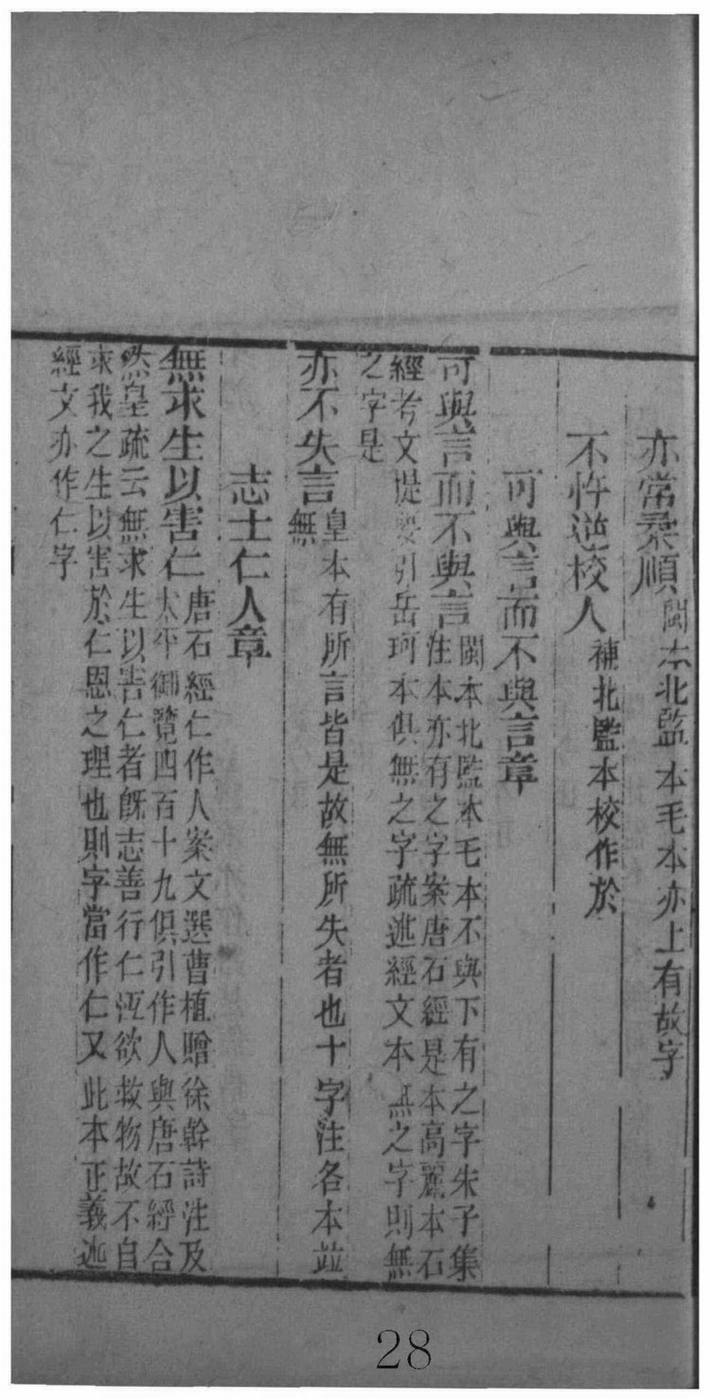 亦常柔順閩本北監本毛本亦上有故字
不忤逆校人補北監本校作於
可與言而不與言章
可與言而不與言閩本北監本毛本不與下有之字朱子集
注本亦有之字案唐石經是本高麗本石
經考文提要引岳珂本俱無之字疏述經文本無之字則無
之字是
亦不失言皇本有所言皆是故無所失者也十字注各本並
無
志士仁人章
無求生以害仁唐石經仁作人案文選曹植贈徐幹詩注及
太平御覽四百十九俱引作人與唐石經合
然皇疏云無求生以害仁者旣志善行仁恆欲救物故不自
求我之生以害於仁恩之理也則字當作仁又此本正義述
經文亦作仁字
28